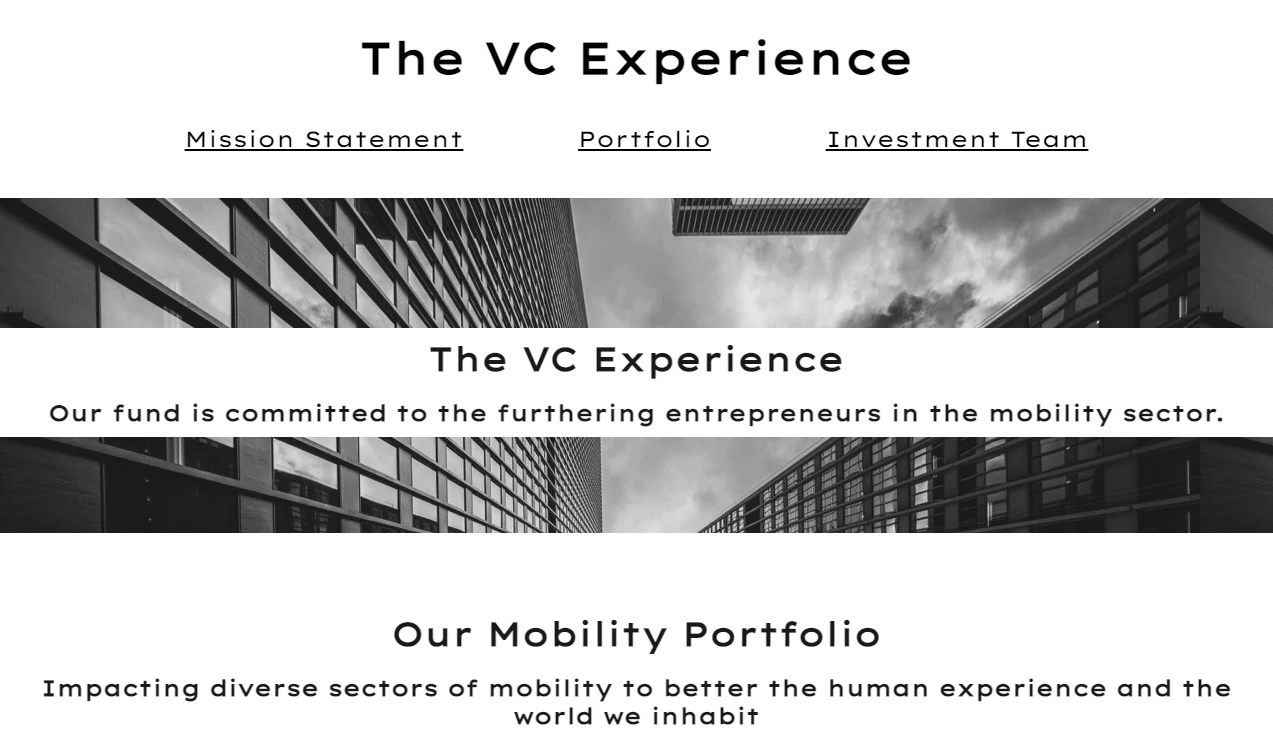 The VC Experience
Mission Statement
Portfolio
Investment Team
The VC Experience
Our fund is committed to the furthering entrepreneurs in the mobility sector.
Our Mobility Portfolio
Impacting diverse sectors of mobility to better the human experience and the
world we inhabit